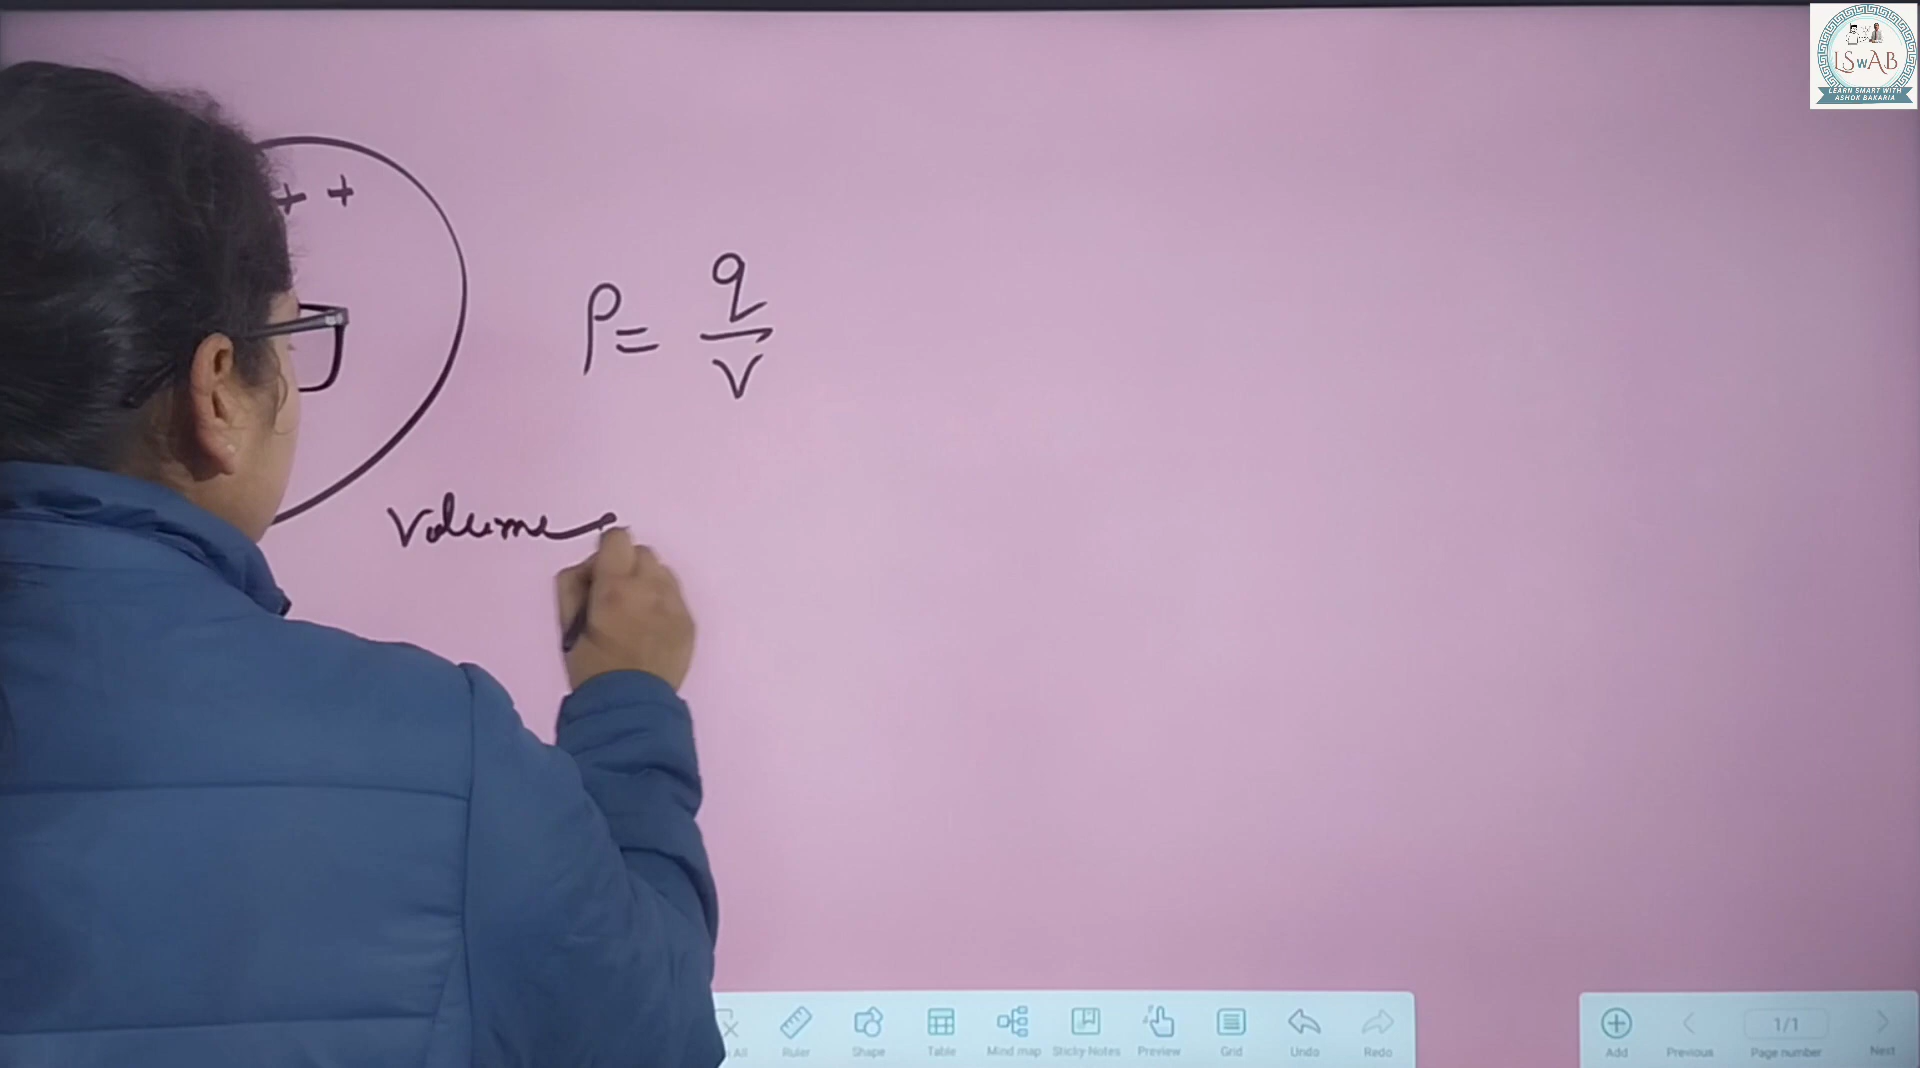 LSwAB
LEARN SMART WITH
ASHOK BAKARIA
+ +
ρ = q/v
Volume
All
Ruler
Shape
Table
Mind map
Sticky Notes
Preview
Grid
Undo
Redo
Add
Previous
1/1
Page number
Next